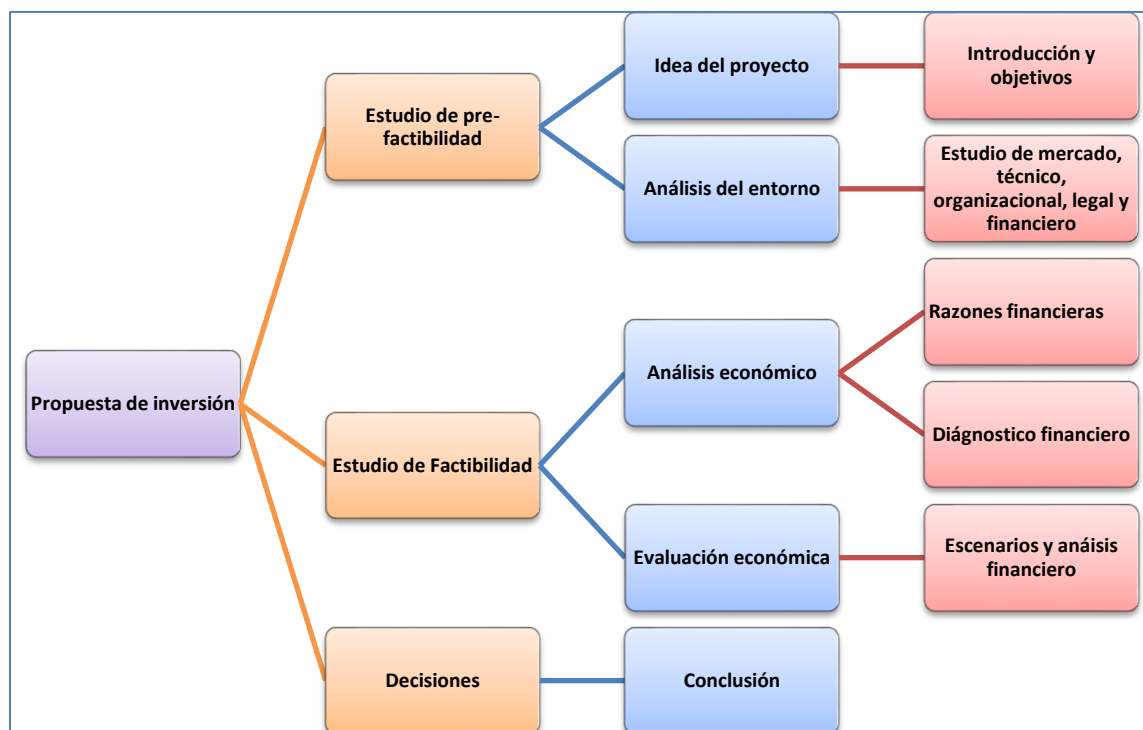 Propuesta de inversión
Estudio de pre-
factibilidad
Idea del proyecto
Introducción y
objetivos
Análisis del entorno
Estudio de mercado,
técnico,
organizacional, legal y
financiero
Estudio de Factibilidad
Análisis económico
Razones financieras
Diágnostico financiero
Evaluación económica
Escenarios y anáisis
financiero
Decisiones
Conclusión